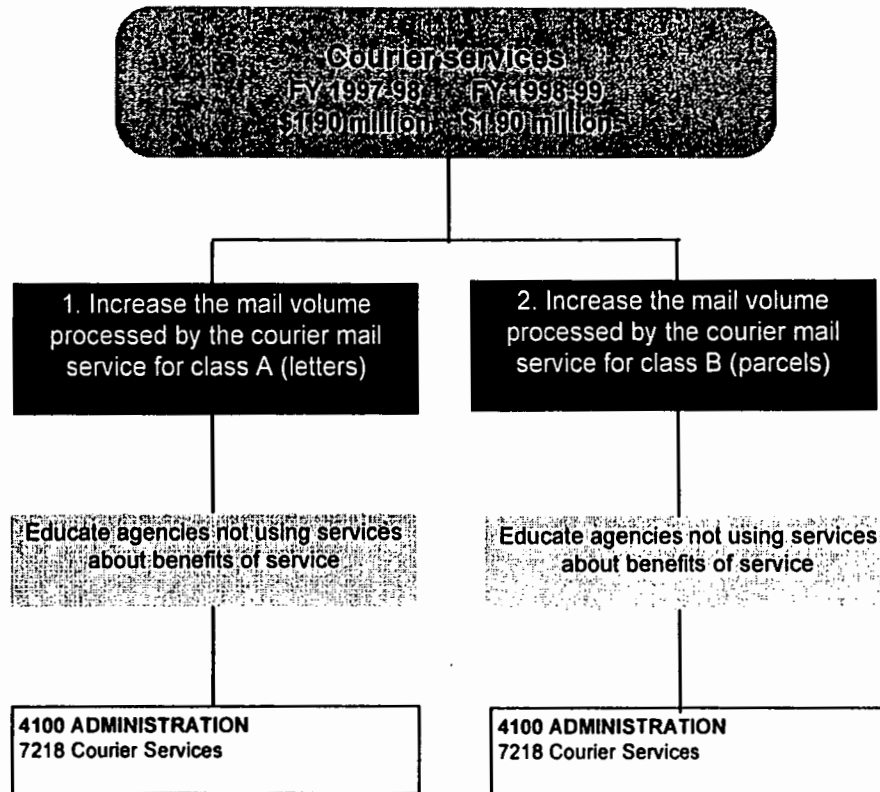 Courier services
FY 1997-98 FY 1998-99
$1.90 million $1.90 million
1. Increase the mail volume
processed by the courier mail
service for class A (letters)
2. Increase the mail volume
processed by the courier mail
service for class B (parcels)
Educate agencies not using services
about benefits of service
Educate agencies not using services
about benefits of service
4100 ADMINISTRATION
7218 Courier Services
4100 ADMINISTRATION
7218 Courier Services